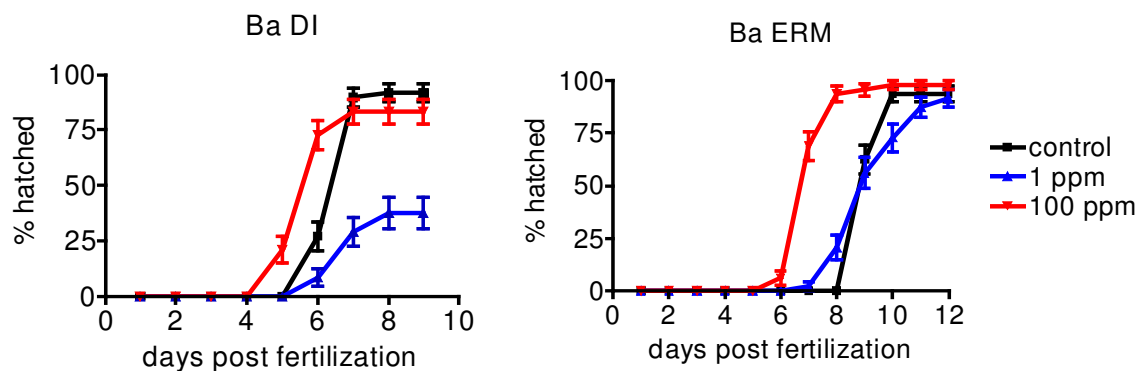 Ba DI
100
75
50
25
0
% hatched
0 2 4 6 8 10
days post fertilization
Ba ERM
100
75
50
25
0
% hatched
0 2 4 6 8 10 12
days post fertilization
control
1 ppm
100 ppm